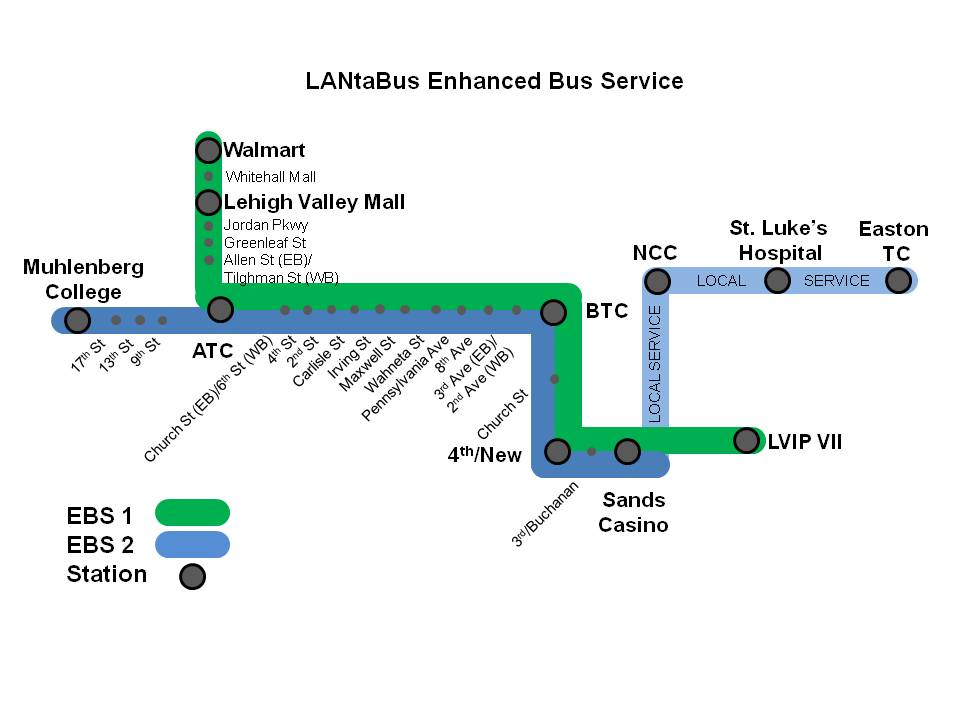 LANtaBus Enhanced Bus Service
Walmart
Whitehall Mall
Lehigh Valley Mall
Jordan Pkwy
Greenleaf St
Allen St (EB)/
Tilghman St (WB)
Muhlenberg
College
17th St
13th St
9th St
ATC
Church St (EB)/6th St (WB)
4th St
2nd St
Carlisle St
Irving St
Maxwell St
Wahneta St
Pennsylvania Ave
8th Ave
3rd Ave (EB)/
2nd Ave (WB)
BTC
Church St
4th/New
3rd/Buchanan
Sands
Casino
LVIP VII
LOCAL SERVICE
NCC
LOCAL
St. Luke’s
Hospital
SERVICE
Easton
TC
EBS 1
EBS 2
Station